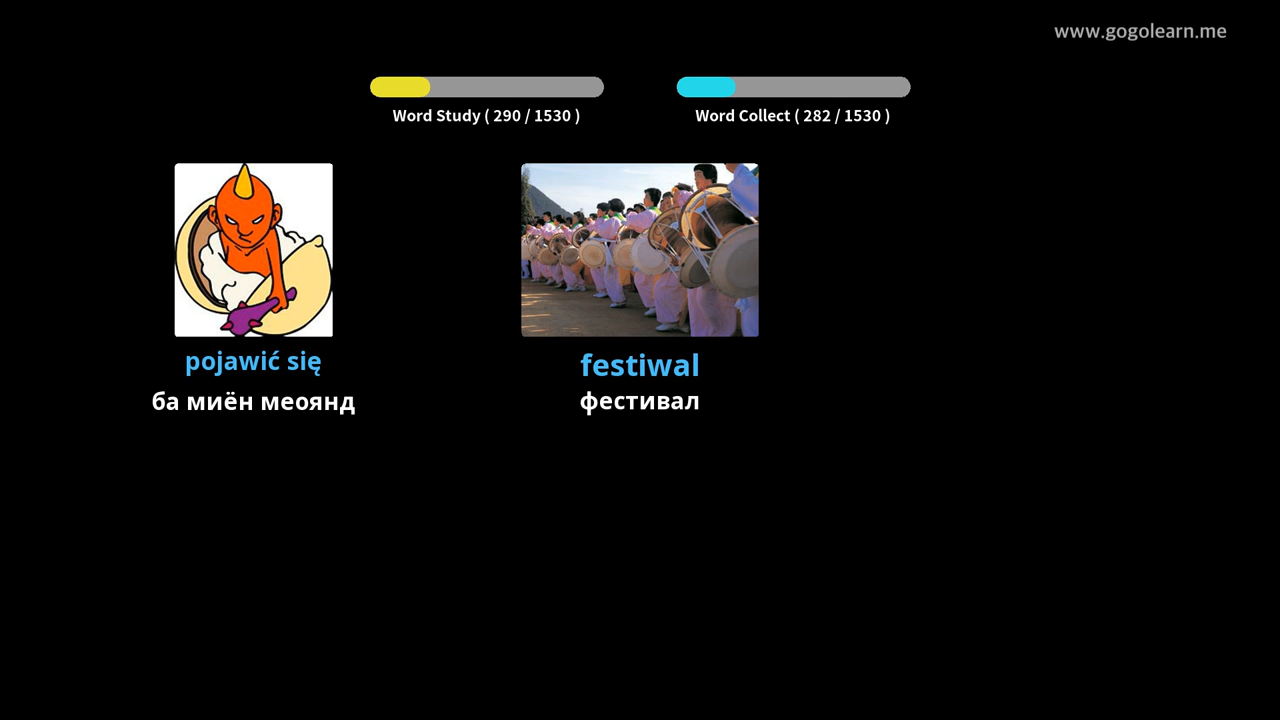 www.gogolearn.me
Word Study ( 290 / 1530 )
Word Collect ( 282 / 1530 )
pojawić się
ба миён меоянд
festiwal
фестивал